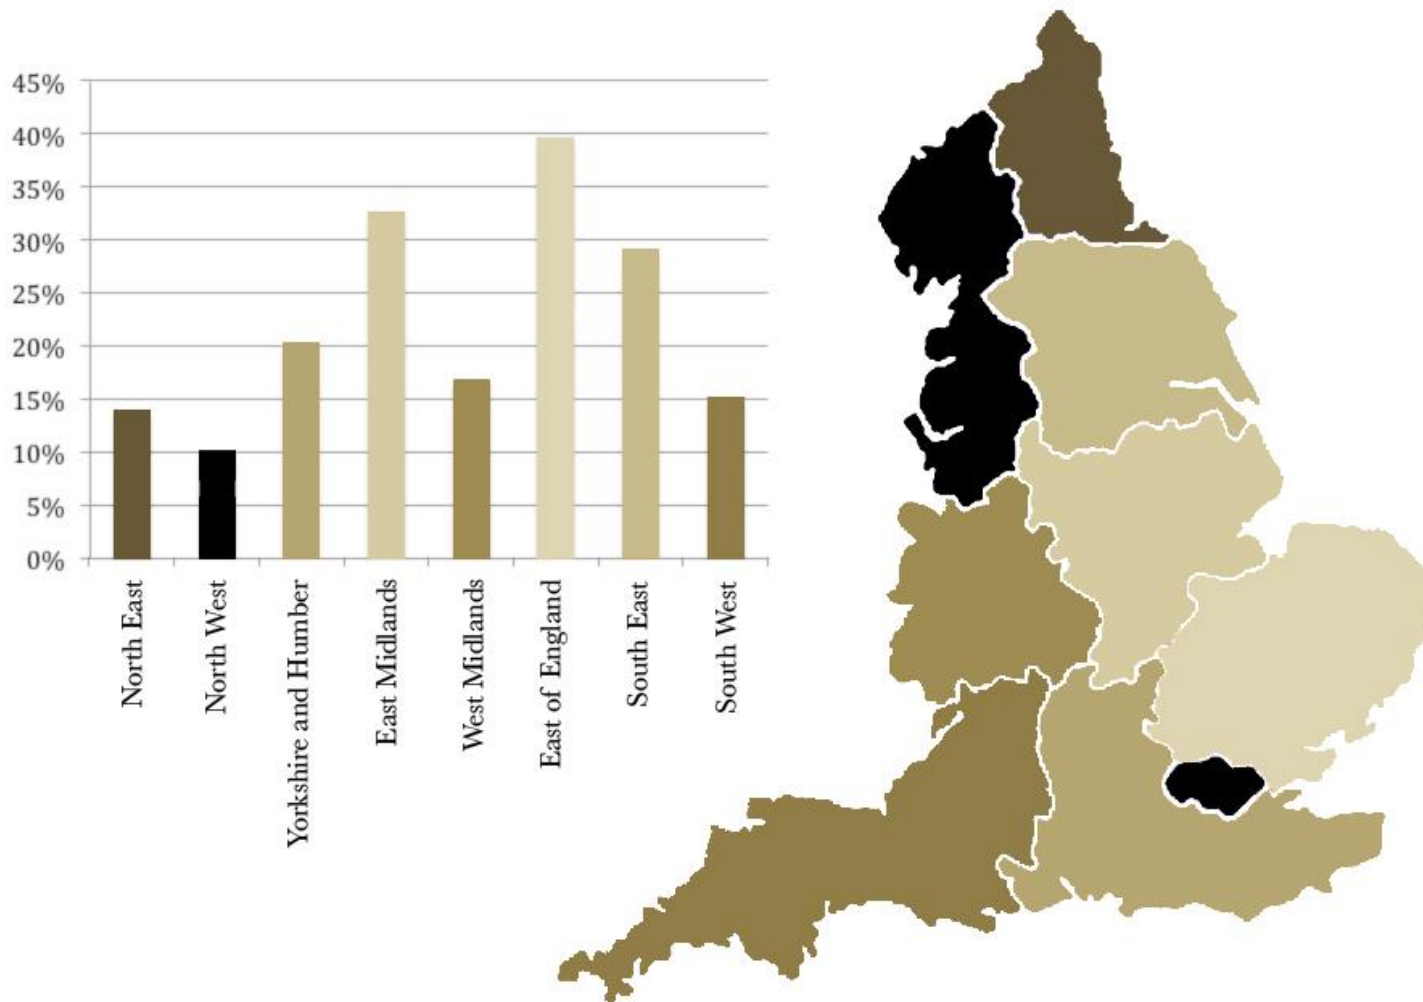 45%
40%
35%
30%
25%
20%
15%
10%
5%
0%
North East
North West
Yorkshire and Humber
East Midlands
West Midlands
East of England
South East
South West